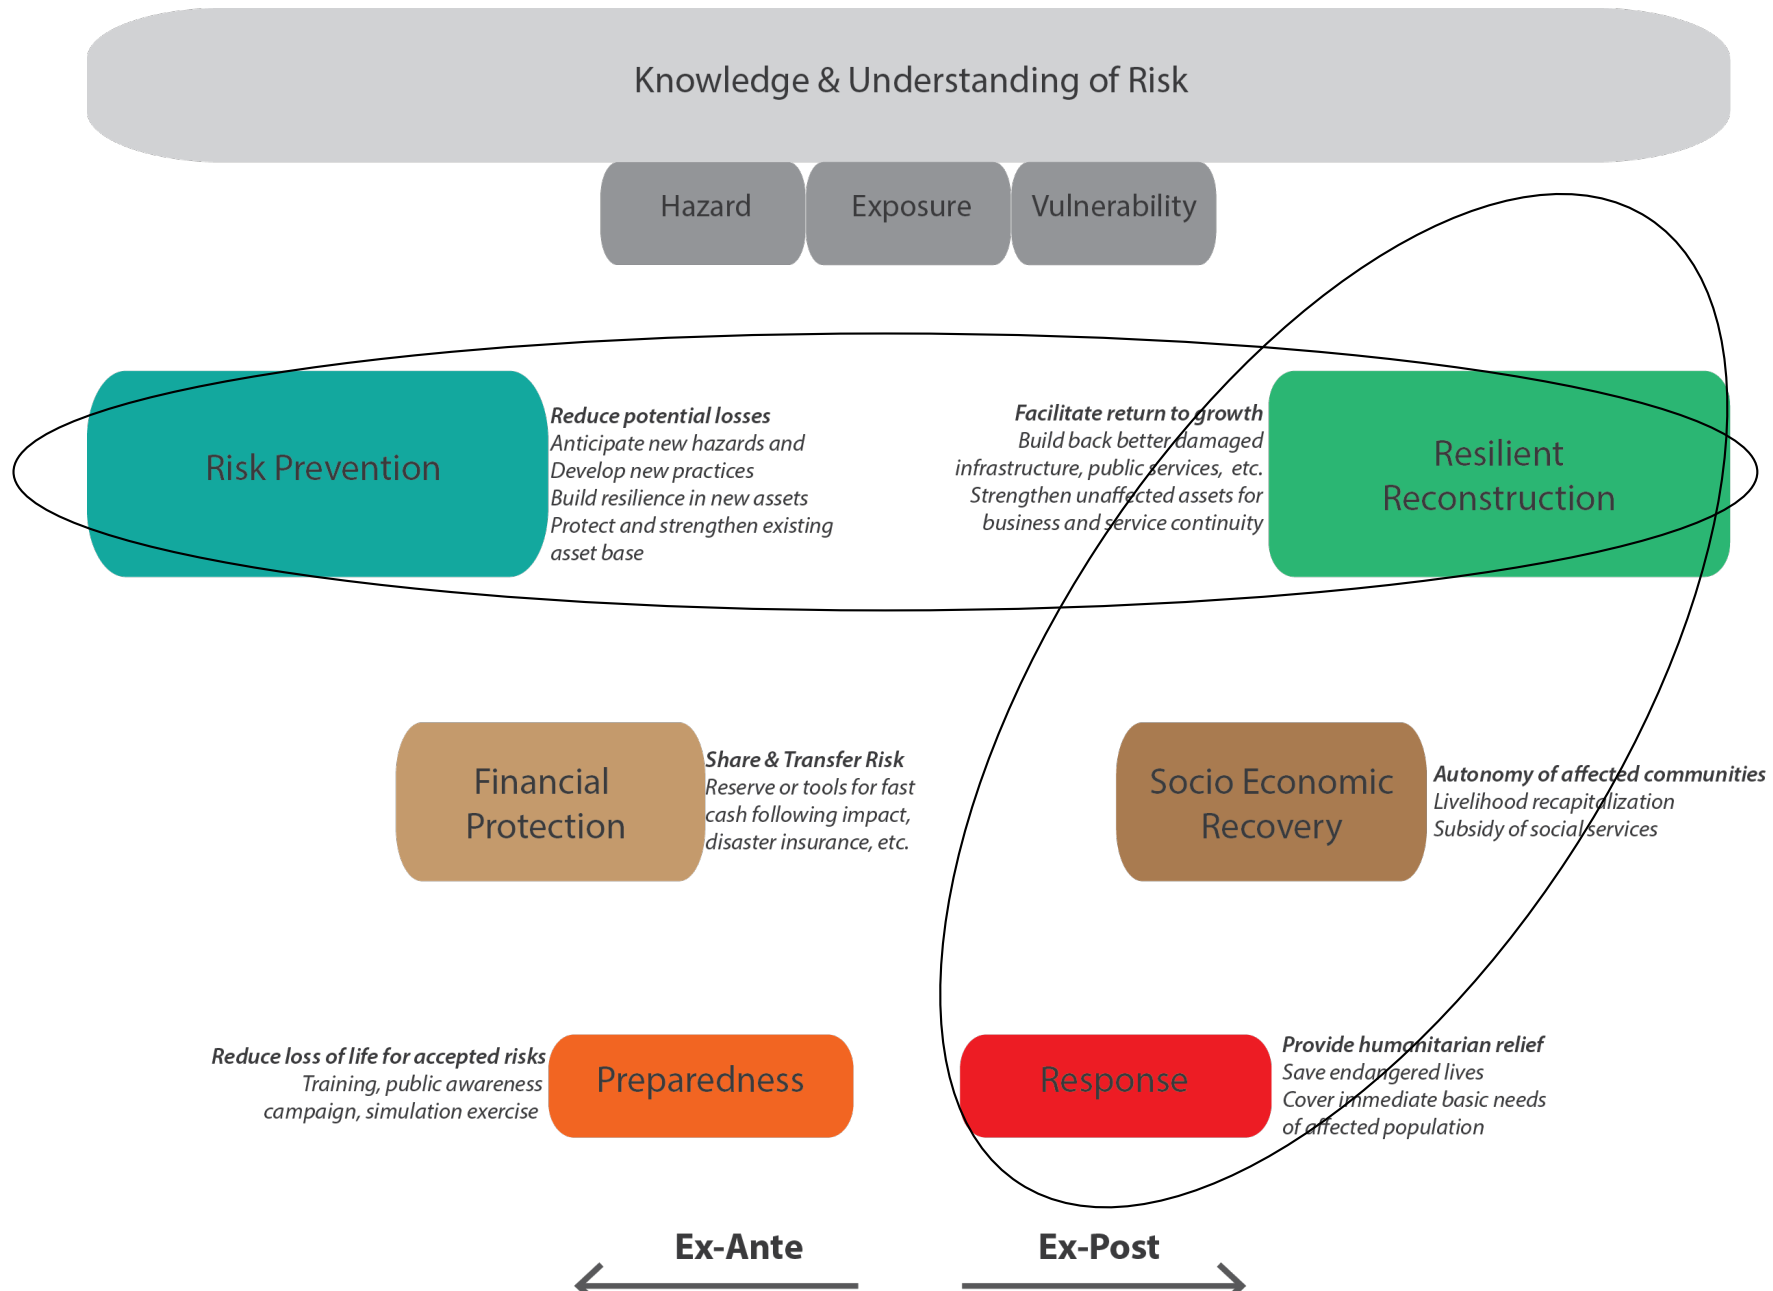 Knowledge & Understanding of Risk
Hazard
Exposure
Vulnerability
Risk Prevention
Reduce potential losses
Anticipate new hazards and
Develop new practices
Build resilience in new assets
Protect and strengthen existing
asset base
Facilitate return to growth
Build back better damaged
infrastructure, public services, etc.
Strengthen unaffected assets for
business and service continuity
Resilient
Reconstruction
Financial
Protection
Share & Transfer Risk
Reserve or tools for fast
cash following impact,
disaster insurance, etc.
Socio Economic
Recovery
Autonomy of affected communities
Livelihood recapitalization
Subsidy of social services
Reduce loss of life for accepted risks
Training, public awareness
campaign, simulation exercise
Preparedness
Response
Provide humanitarian relief
Save endangered lives
Cover immediate basic needs
of affected population
Ex-Ante
Ex-Post